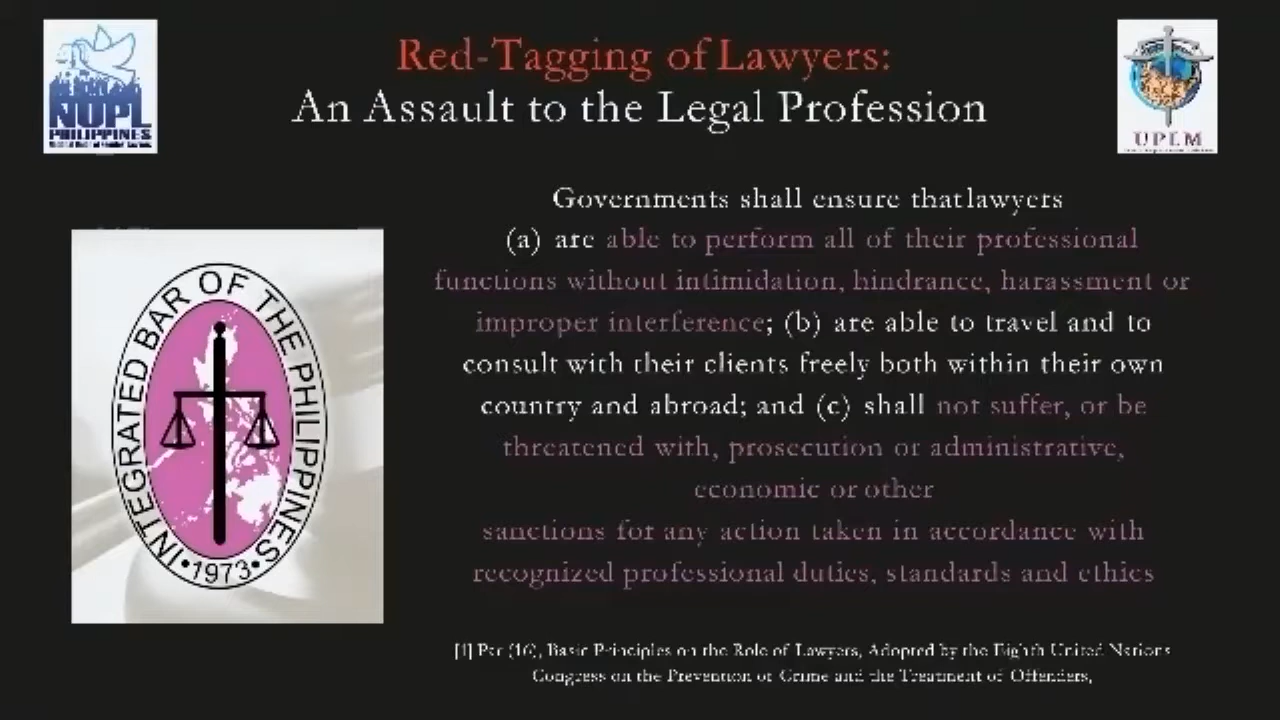 Red-Tagging of Lawyers:
An Assault to the Legal Profession
NUPL
PHILIPPINES
UPLM
Governments shall ensure that lawyers
(a) are able to perform all of their professional
functions without intimidation, hindrance, harassment or
improper interference; (b) are able to travel and to
consult with their clients freely both within their own
country and abroad; and (c) shall not suffer, or be
threatened with, prosecution or administrative,
economic or other
sanctions for any action taken in accordance with
recognized professional duties, standards and ethics
INTEGRATED BAR OF THE PHILIPPINES
•1973•
[1] Par (16), Basic Principles on the Role of Lawyers, Adopted by the Eighth United Nations
Congress on the Prevention of Crime and the Treatment of Offenders,